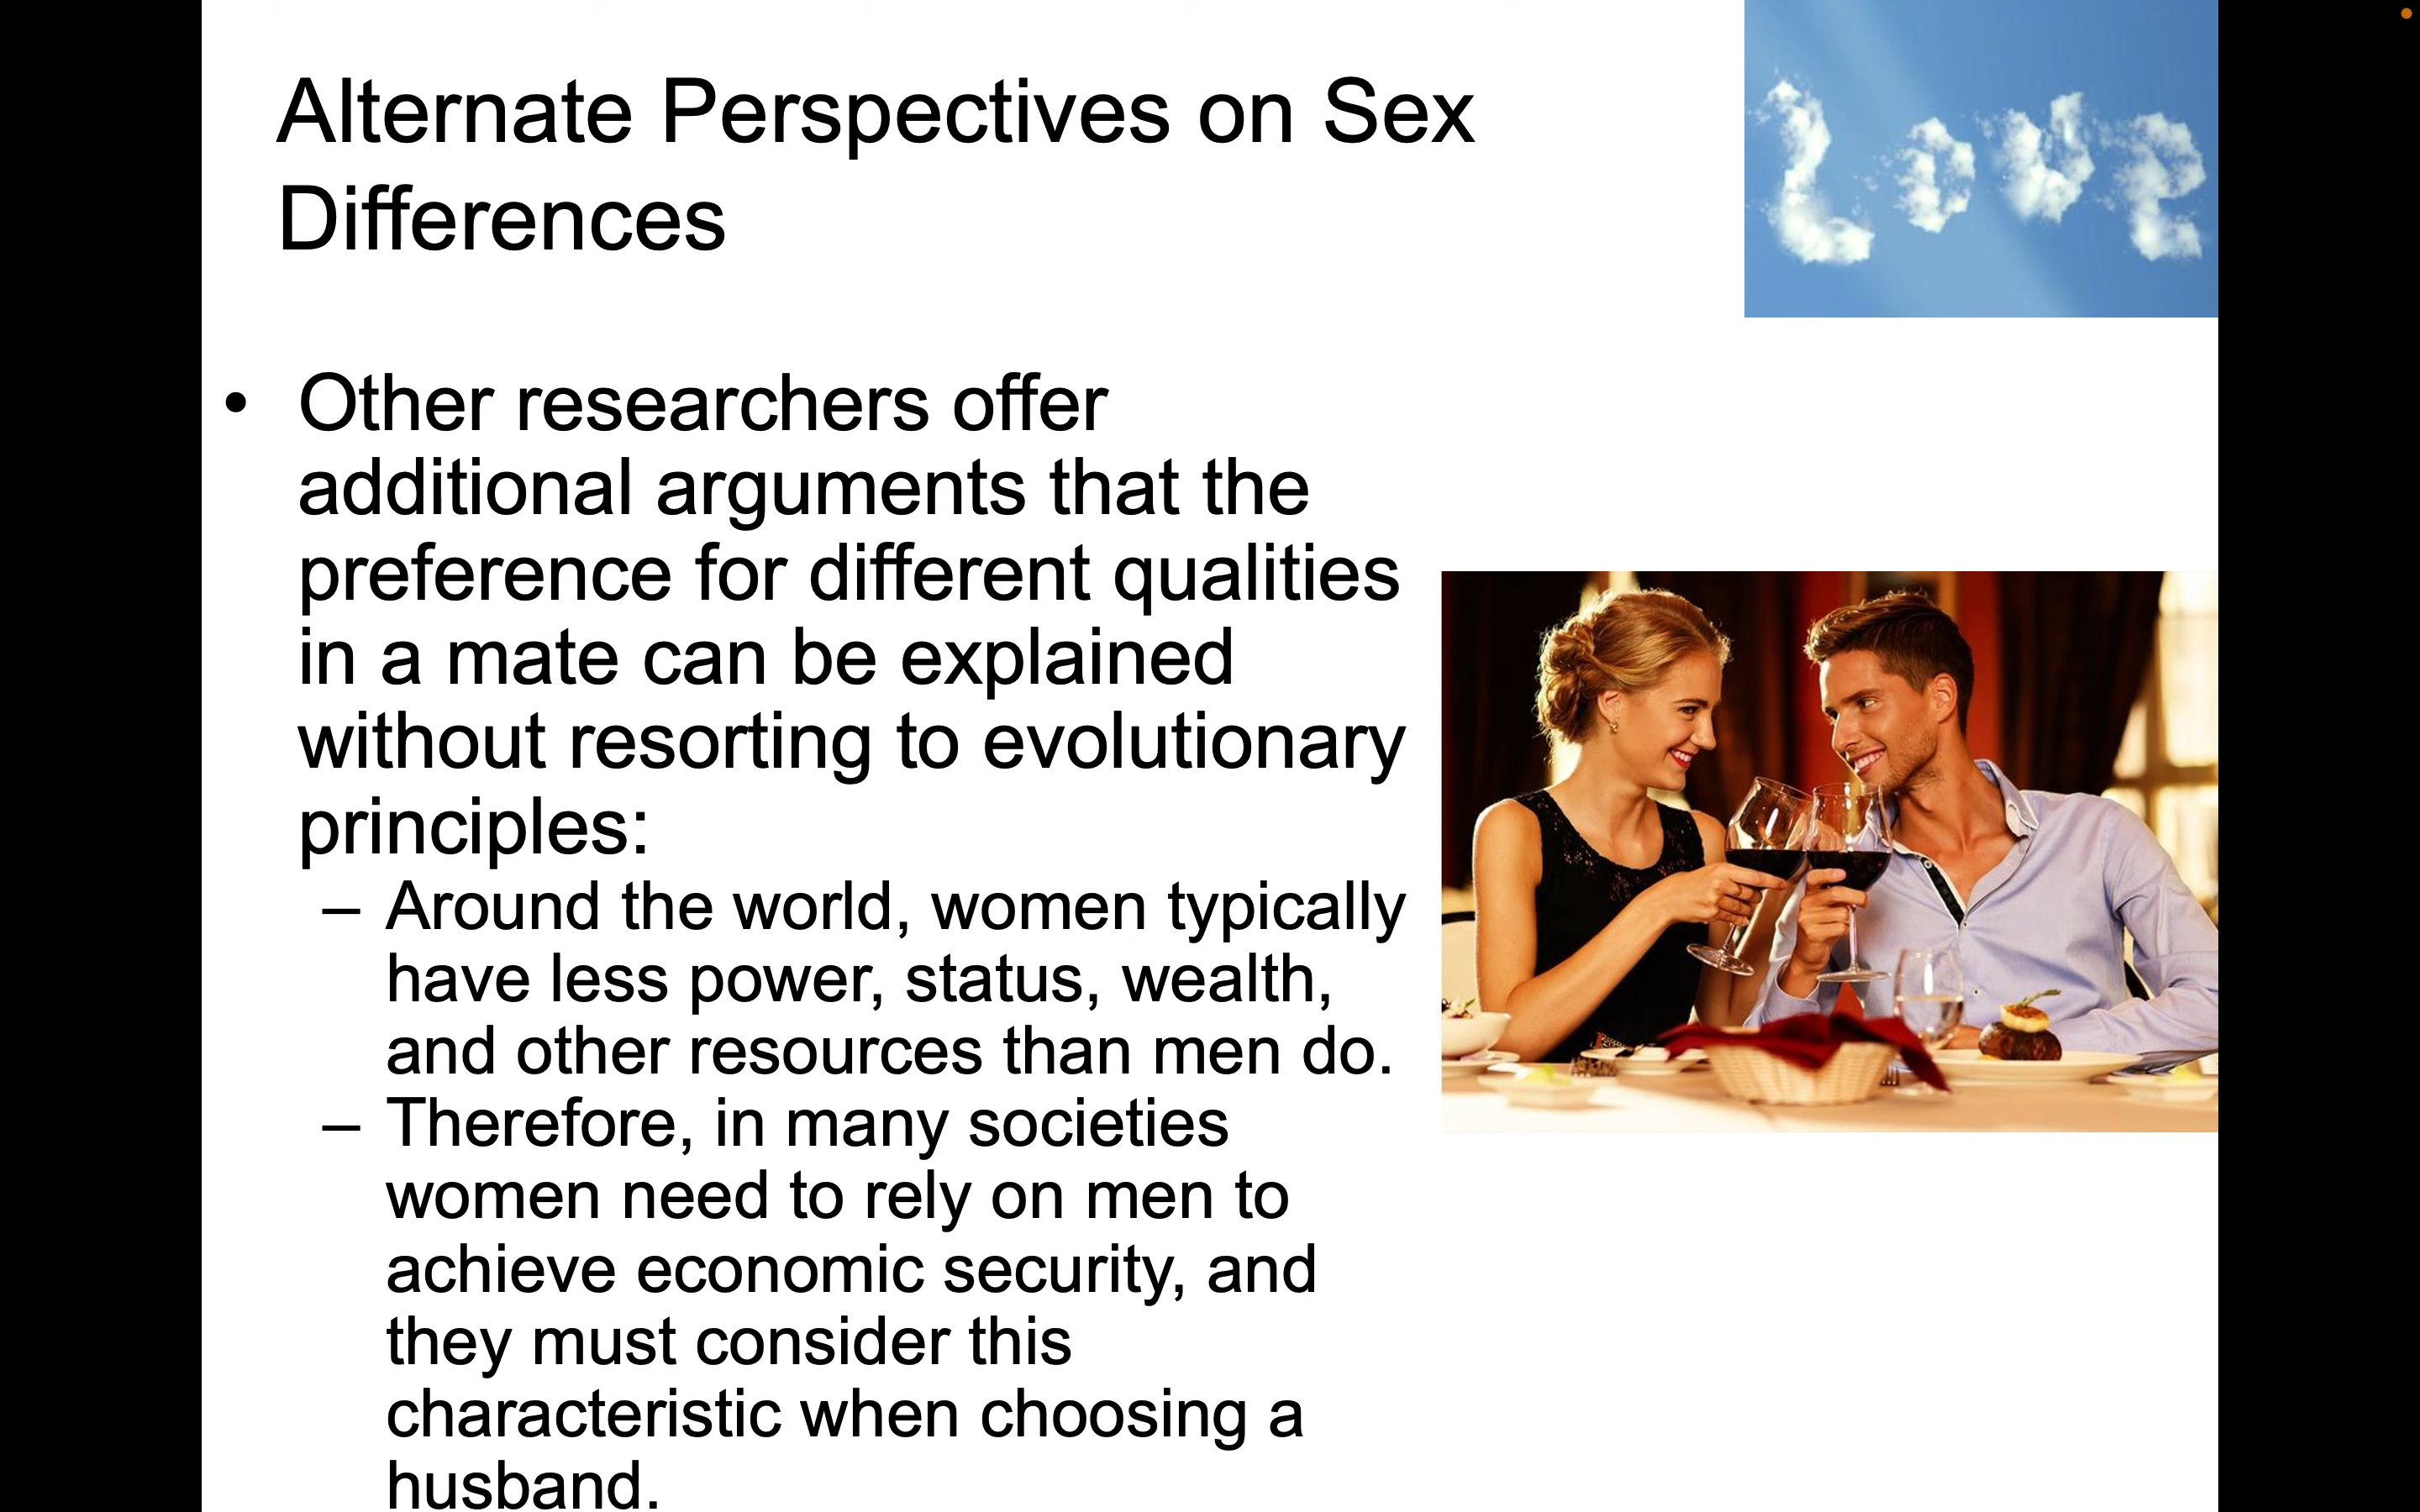 Alternate Perspectives on Sex
Differences
Love
• Other researchers offer
additional arguments that the
preference for different qualities
in a mate can be explained
without resorting to evolutionary
principles:
– Around the world, women typically
have less power, status, wealth,
and other resources than men do.
– Therefore, in many societies
women need to rely on men to
achieve economic security, and
they must consider this
characteristic when choosing a
husband.